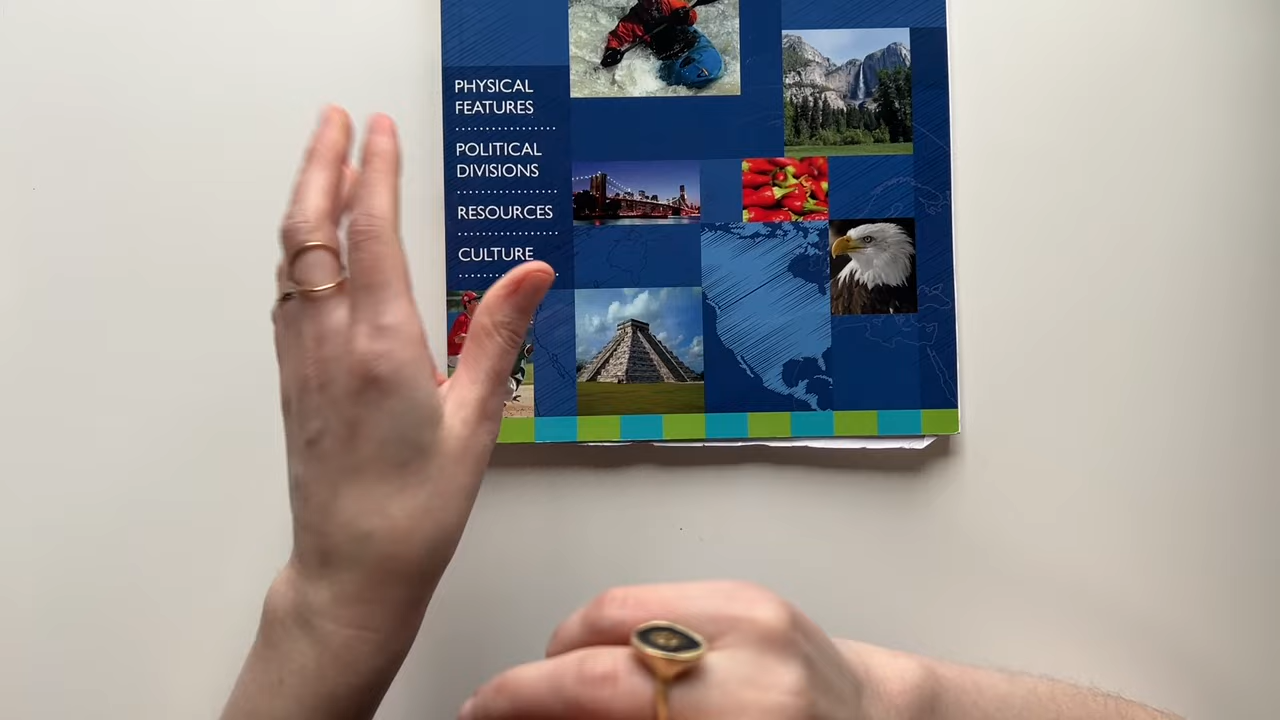 PHYSICAL
FEATURES
POLITICAL
DIVISIONS
RESOURCES
CULTURE